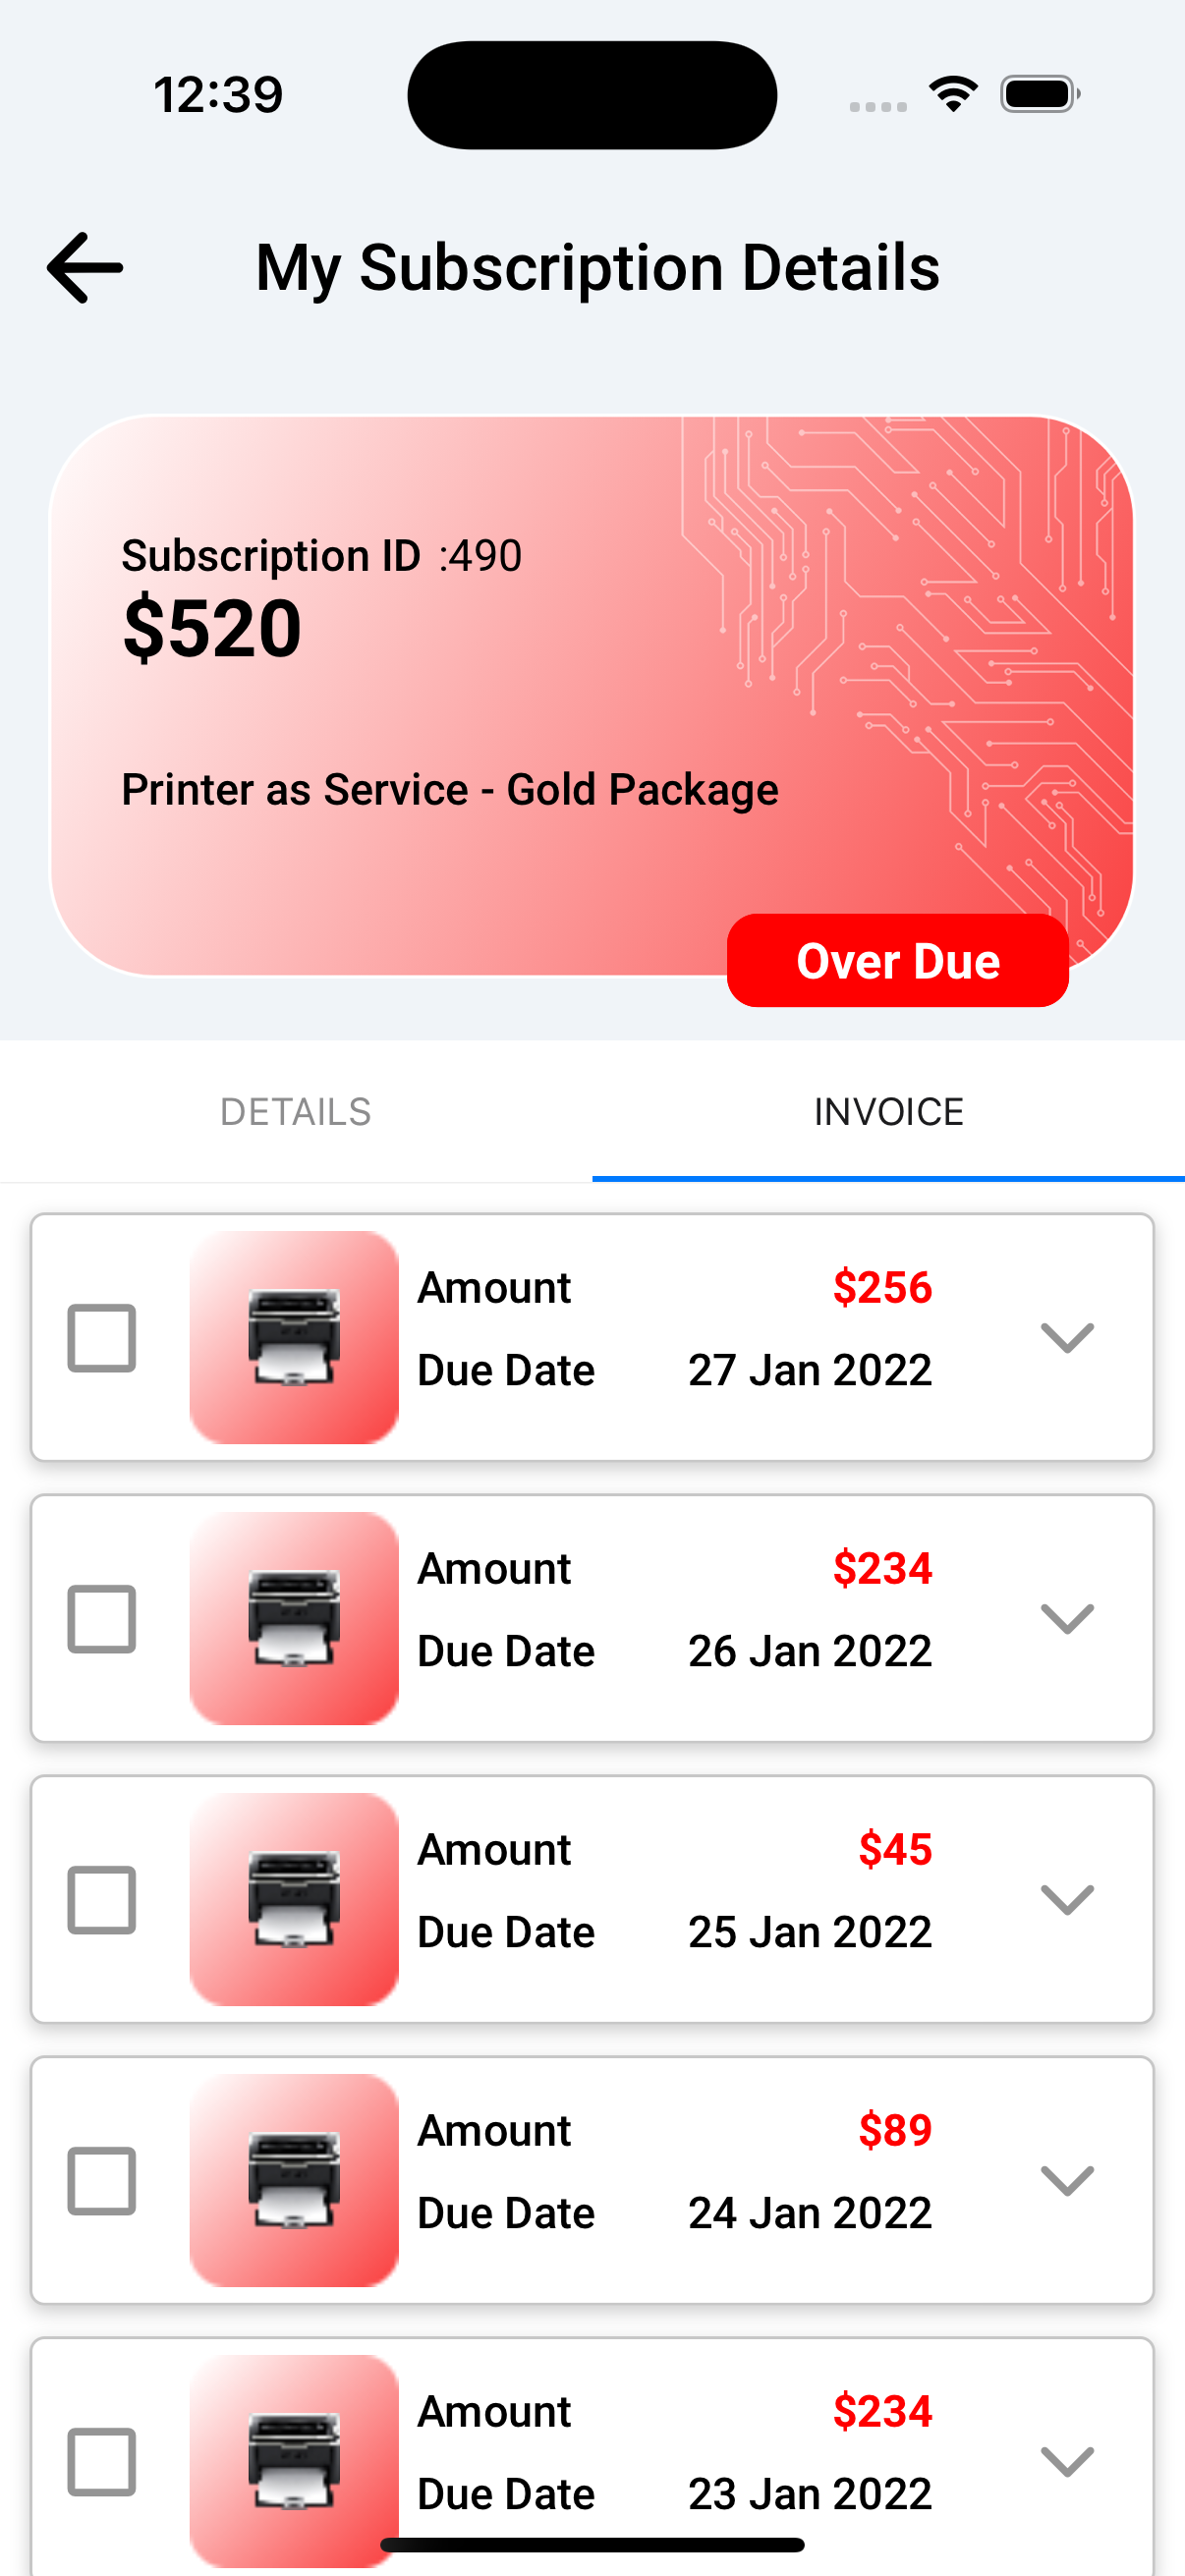 12:39
My Subscription Details
Subscription ID :490
$520
Printer as Service - Gold Package
Over Due
DETAILS INVOICE
Amount $256
Due Date 27 Jan 2022
Amount $234
Due Date 26 Jan 2022
Amount $45
Due Date 25 Jan 2022
Amount $89
Due Date 24 Jan 2022
Amount $234
Due Date 23 Jan 2022